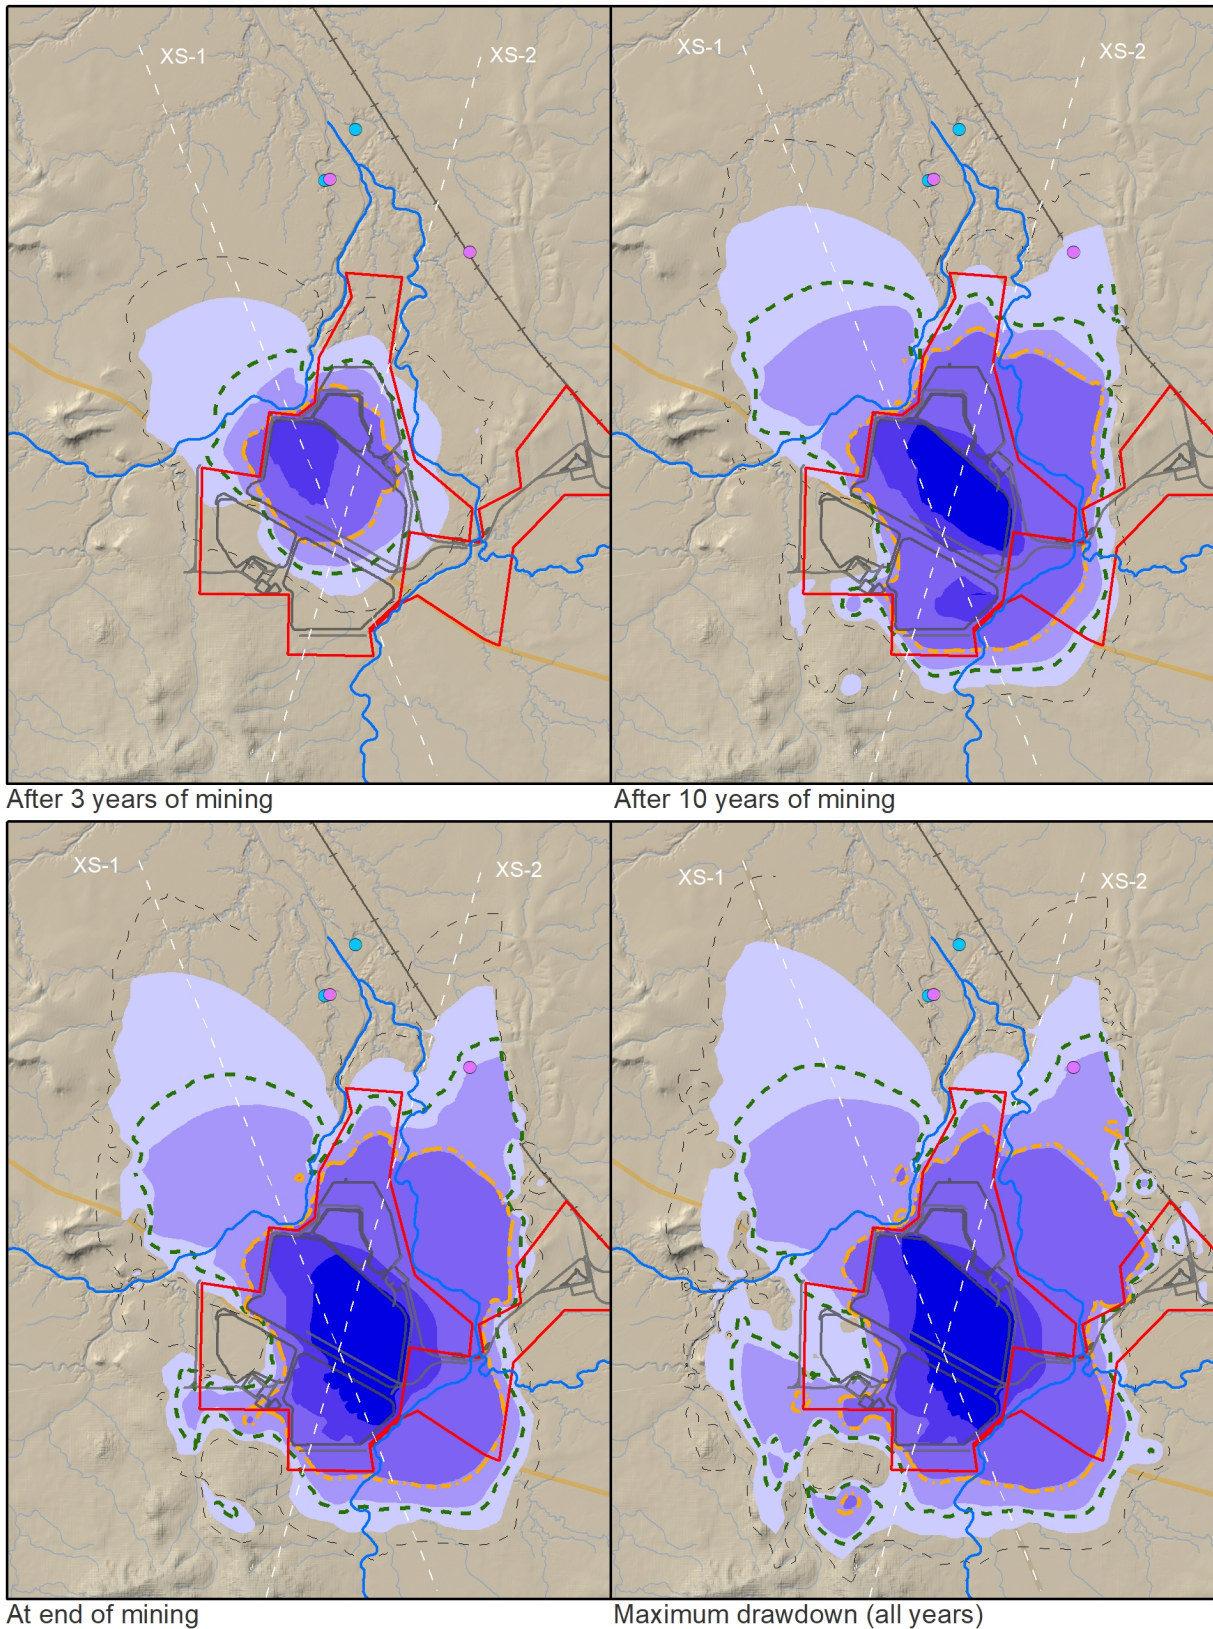 XS-1
XS-2
XS-1
XS-2
After 3 years of mining
After 10 years of mining
XS-1
XS-2
XS-1
XS-2
At end of mining
Maximum drawdown (all years)